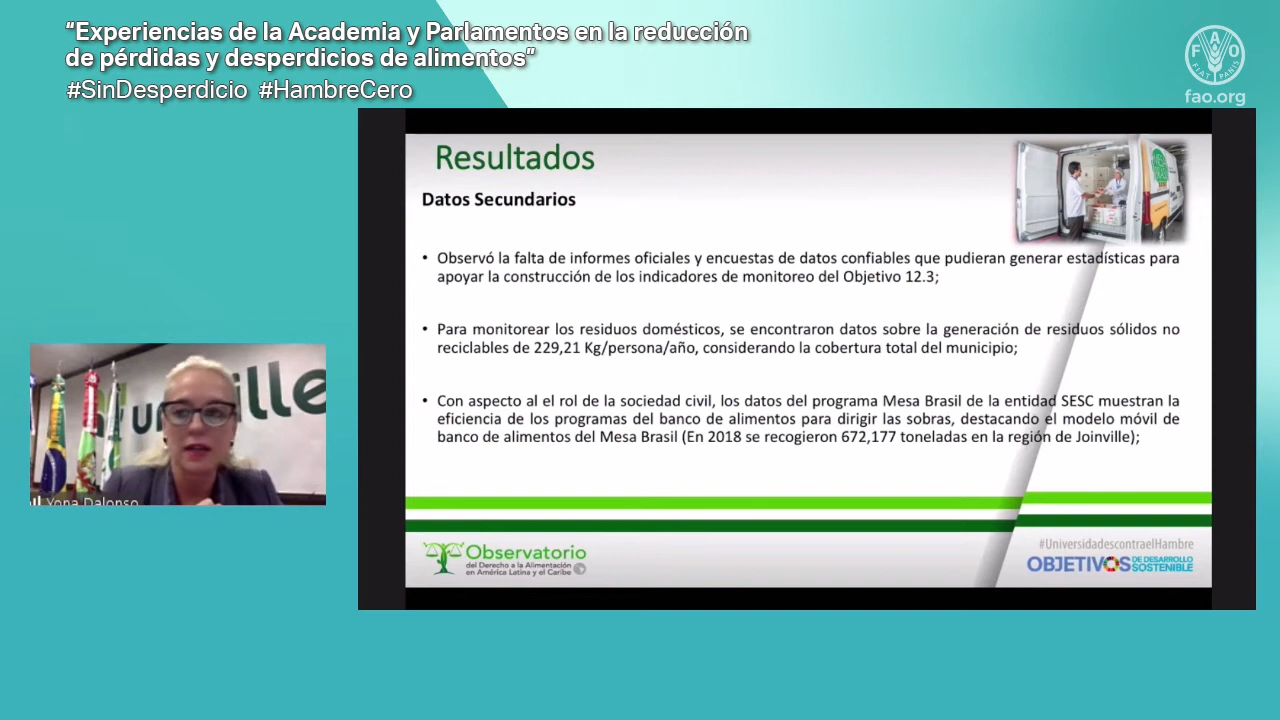 “Experiencias de la Academia y Parlamentos en la reducción
de pérdidas y desperdicios de alimentos”
#SinDesperdicio #HambreCero
FAO
FIAT PANIS
fao.org
Resultados
Datos Secundarios
• Observó la falta de informes oficiales y encuestas de datos confiables que pudieran generar estadísticas para
apoyar la construcción de los indicadores de monitoreo del Objetivo 12.3;
• Para monitorear los residuos domésticos, se encontraron datos sobre la generación de residuos sólidos no
reciclables de 229,21 Kg/persona/año, considerando la cobertura total del municipio;
• Con aspecto al el rol de la sociedad civil, los datos del programa Mesa Brasil de la entidad SESC muestran la
eficiencia de los programas del banco de alimentos para dirigir las sobras, destacando el modelo móvil de
banco de alimentos del Mesa Brasil (En 2018 se recogieron 672,177 toneladas en la región de Joinville);
Yona Dalonso
Observatorio
del Derecho a la Alimentación
en América Latina y el Caribe
#UniversidadescontraelHambre
OBJETIVOS DE DESARROLLO
SOSTENIBLE